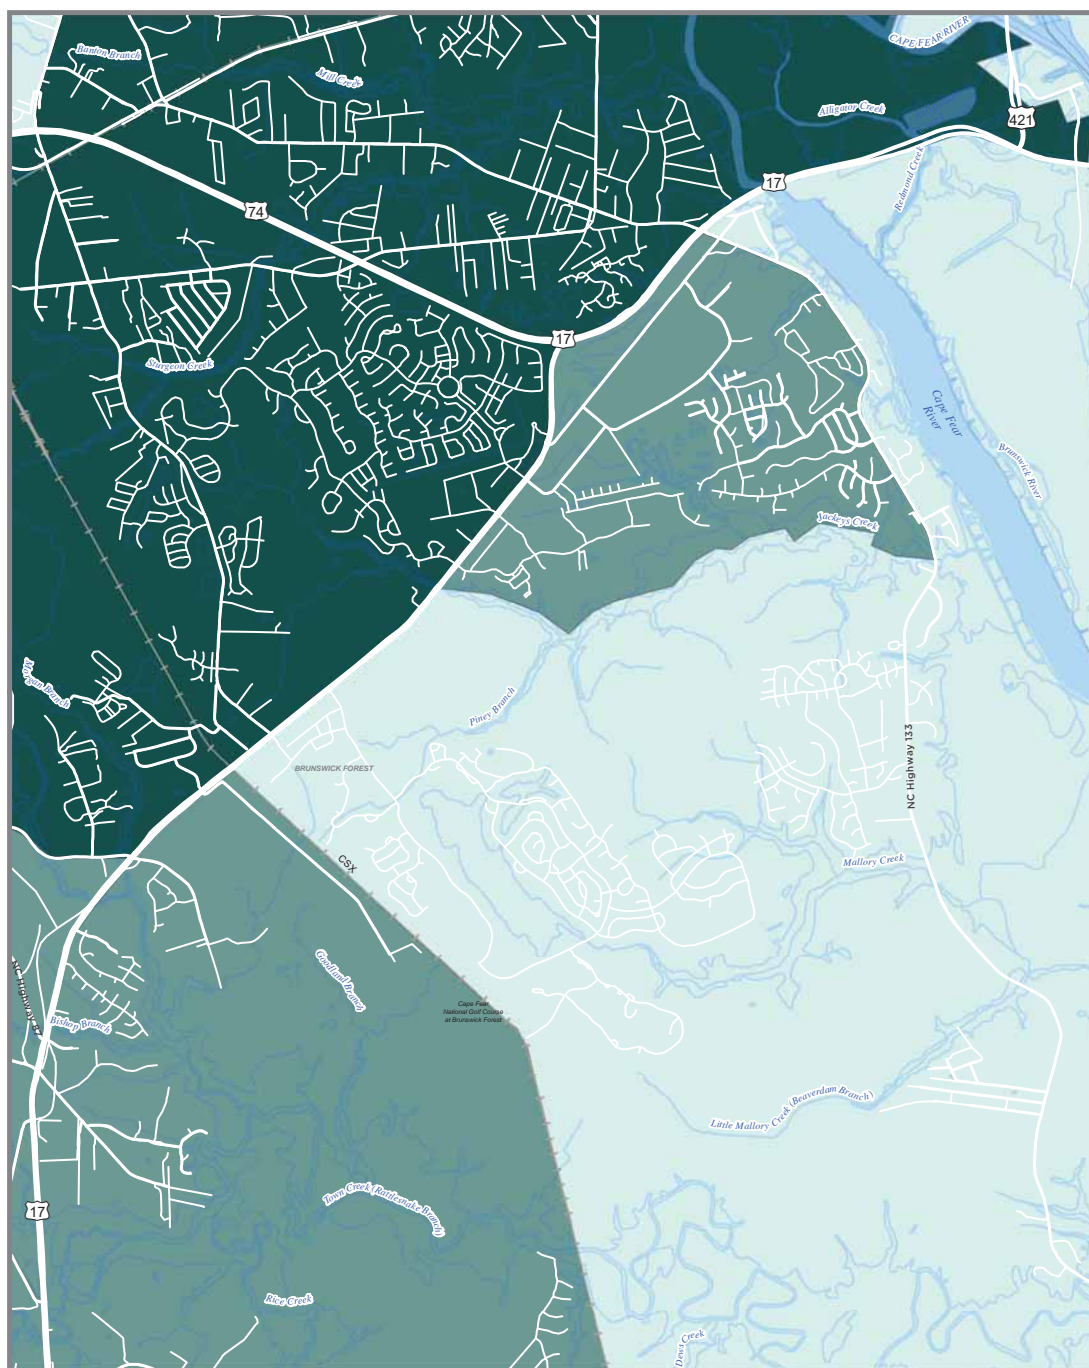 CAPE FEAR RIVER
Banton Branch
Mill Creek
Alligator Creek
421
Redmond Creek
17
74
17
Sturgeon Creek
Cape Fear
River
Brunswick River
Jackeys Creek
Morgan Branch
Piney Branch
NC Highway 133
BRUNSWICK FOREST
CSX
Mallory Creek
Goodland Branch
NC Highway 87
Cape Fear
National Golf Course
at Brunswick Forest
Bishop Branch
Little Mallory Creek (Beaverdam Branch)
Town Creek (Rattlesnake Branch)
17
Rice Creek
Dews Creek